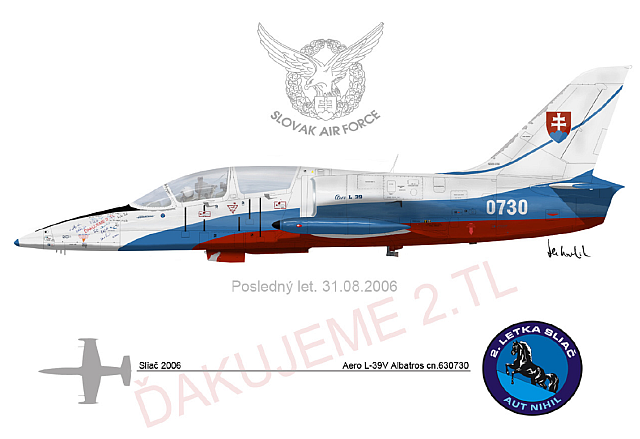 SLOVAK AIR FORCE
Aero L 39
0730
Posledný let. 31.08.2006
ĎAKUJEME 2.TL
Sliač 2006
Aero L-39V Albatros cn.630730
2. LETKA SLIAČ
AUT NIHIL